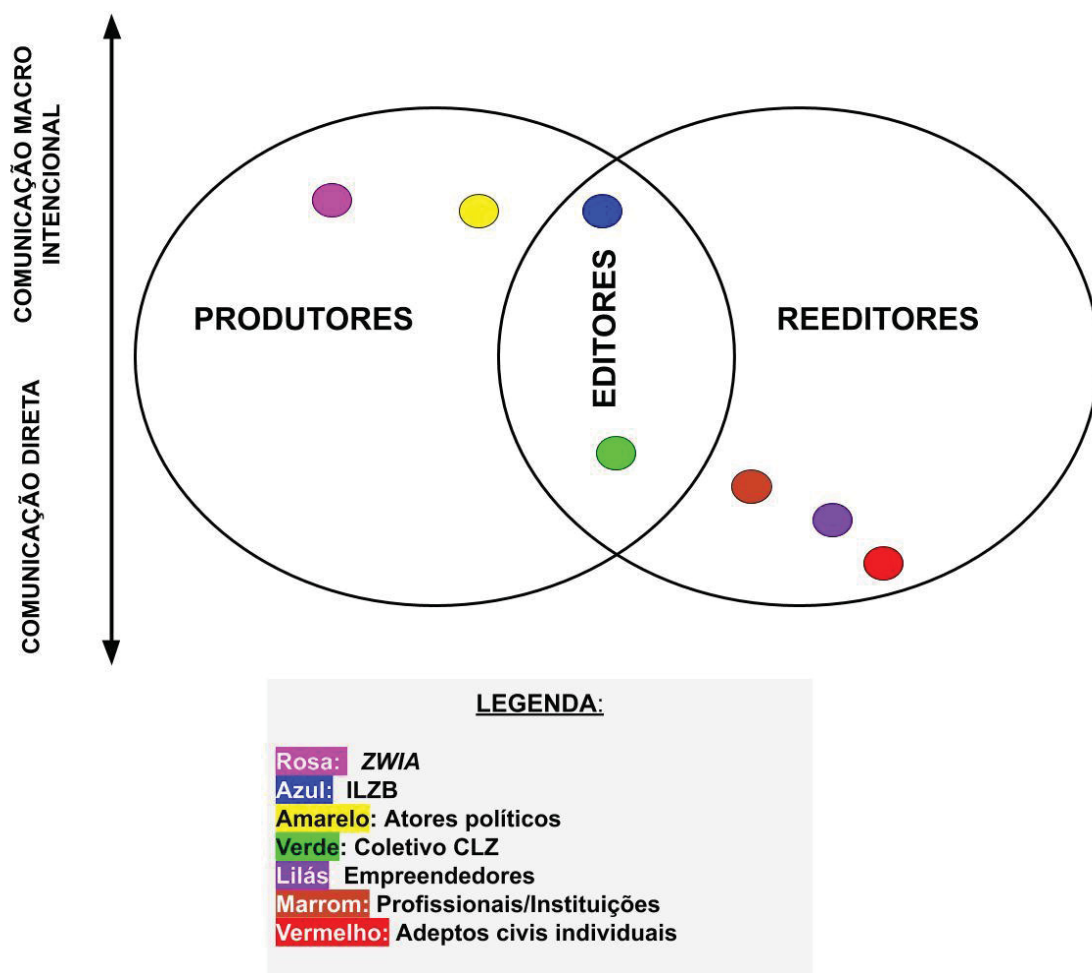 COMUNICAÇÃO MACRO
INTENCIONAL
COMUNICAÇÃO DIRETA
PRODUTORES
EDITORES
REEDITORES
LEGENDA:
Rosa: ZWIA
Azul: ILZB
Amarelo: Atores políticos
Verde: Coletivo CLZ
Lilás Empreendedores
Marrom: Profissionais/Instituições
Vermelho: Adeptos civis individuais